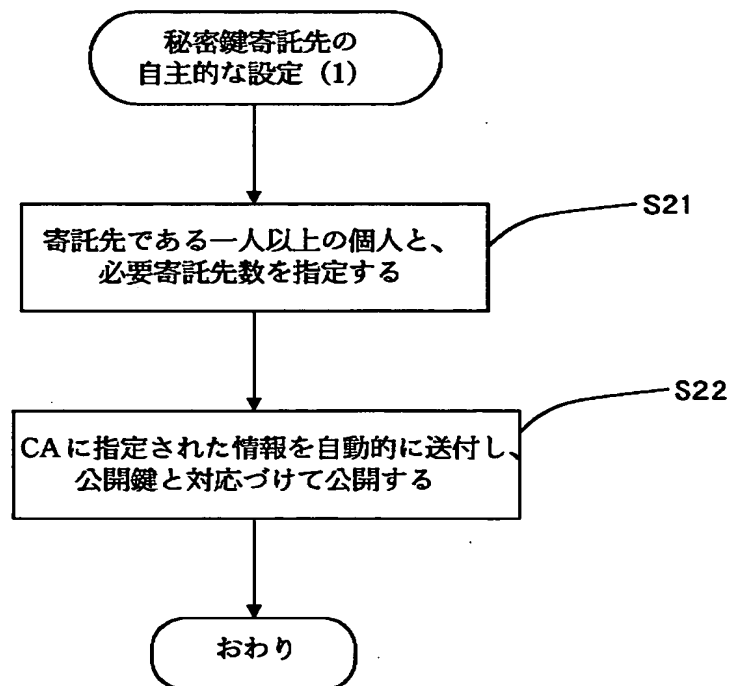 秘密鍵寄託先の
自主的な設定（1）
S21
寄託先である一人以上の個人と、
必要寄託先数を指定する
S22
CAに指定された情報を自動的に送付し、
公開鍵と対応づけて公開する
おわり